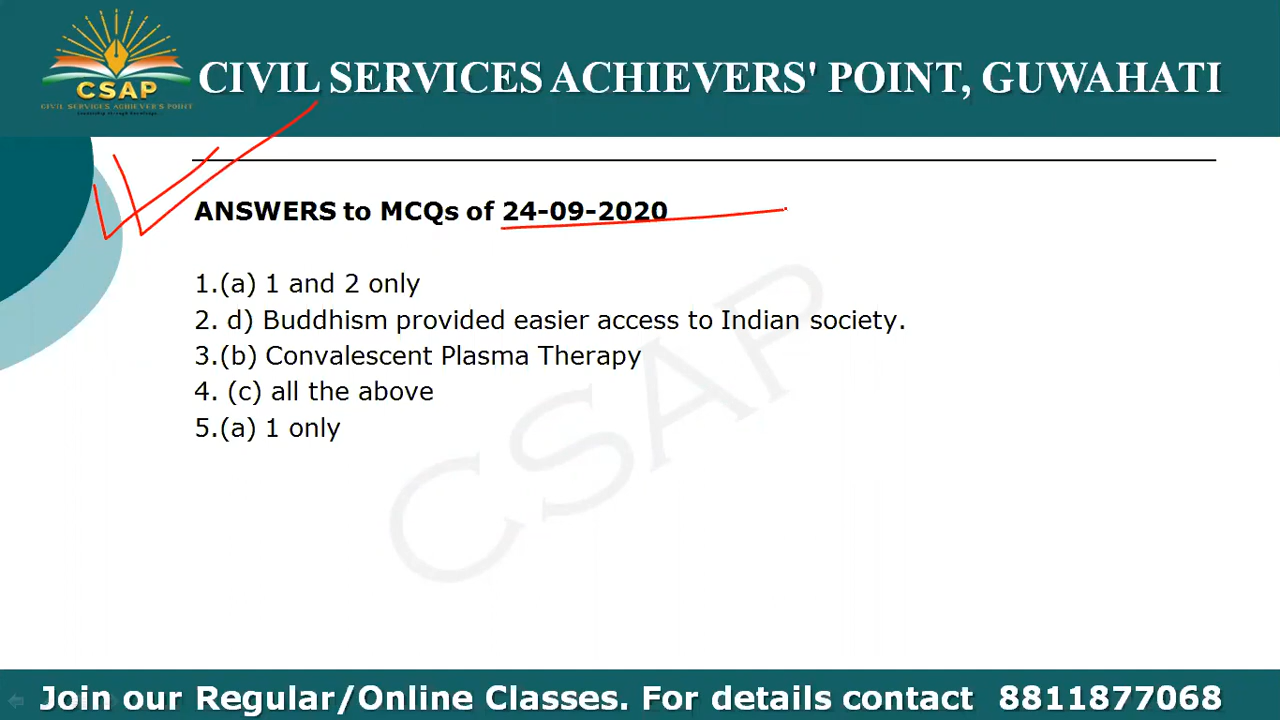 CSAP
CIVIL SERVICES ACHIEVER'S POINT
CIVIL SERVICES ACHIEVERS' POINT, GUWAHATI
ANSWERS to MCQs of 24-09-2020
1.(a) 1 and 2 only
2. d) Buddhism provided easier access to Indian society.
3.(b) Convalescent Plasma Therapy
4. (c) all the above
5.(a) 1 only
CSAP
Join our Regular/Online Classes. For details contact 8811877068